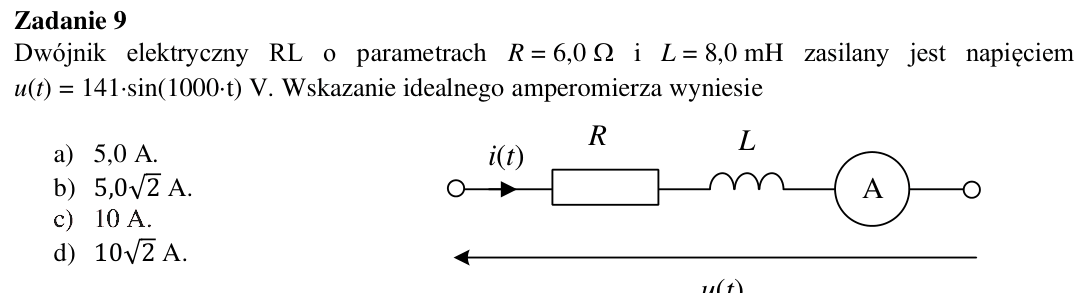 Zadanie 9
Dwójnik elektryczny RL o parametrach R = 6,0 Ω i L = 8,0 mH zasilany jest napięciem
u(t) = 141·sin(1000·t) V. Wskazanie idealnego amperomierza wyniesie
a) 5,0 A.
b) 5,0√2 A.
c) 10 A.
d) 10√2 A.
i(t)
R
L
A
u(t)